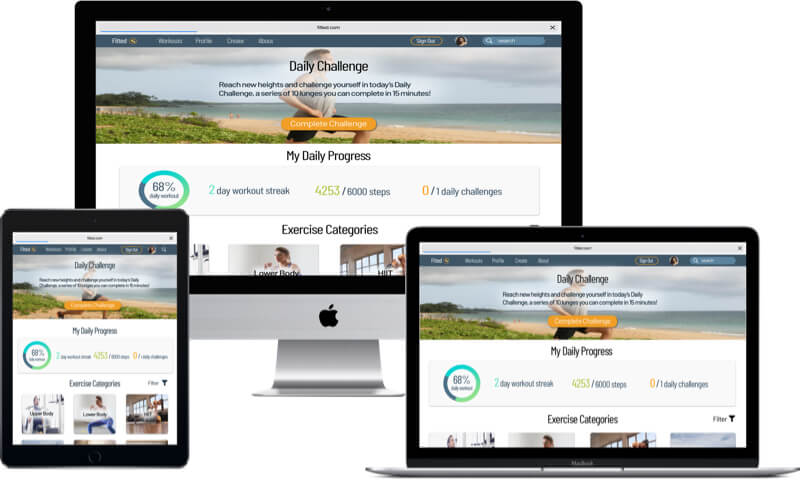 fitted.com
Fitted Workouts Profile Create About Sign Out search
Daily Challenge
Reach new heights and challenge yourself in today's Daily
Challenge, a series of 10 lunges you can complete in 15 minutes!
Complete Challenge
My Daily Progress
68%
daily workout
2 day workout streak 4253 / 6000 steps 0 / 1 daily challenges
Exercise Categories
Lower Body HIIT
fitted.com
Fitted Workouts Profile Create About Sign Out
Daily Challenge
Reach new heights and challenge yourself in today's Daily
Challenge, a series of 10 lunges you can complete in 15 minutes!
Complete Challenge
My Daily Progress
68%
daily workout
2 day workout streak 4253 / 6000 steps 0 / 1 daily challenges
Exercise Categories Filter
Upper Body Lower Body HIIT
fitted.com
Fitted Workouts Profile Create About Sign Out search
Daily Challenge
Reach new heights and challenge yourself in today's Daily
Challenge, a series of 10 lunges you can complete in 15 minutes!
Complete Challenge
My Daily Progress
68%
daily workout
2 day workout streak 4253 / 6000 steps 0 / 1 daily challenges
Exercise Categories Filter
MacBook